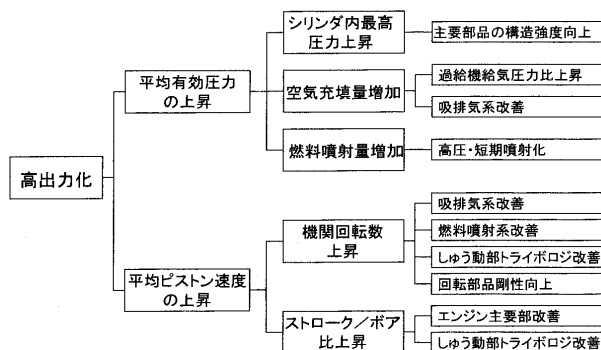 高出力化
平均有効圧力
の上昇
シリンダ内最高
圧力上昇
主要部品の構造強度向上
空気充填量増加
過給機給気圧力比上昇
吸排気系改善
燃料噴射量増加
高圧・短期噴射化
平均ピストン速度
の上昇
機関回転数
上昇
吸排気系改善
燃料噴射系改善
しゅう動部トライボロジ改善
回転部品剛性向上
ストローク/ボア
比上昇
エンジン主要部改善
しゅう動部トライボロジ改善